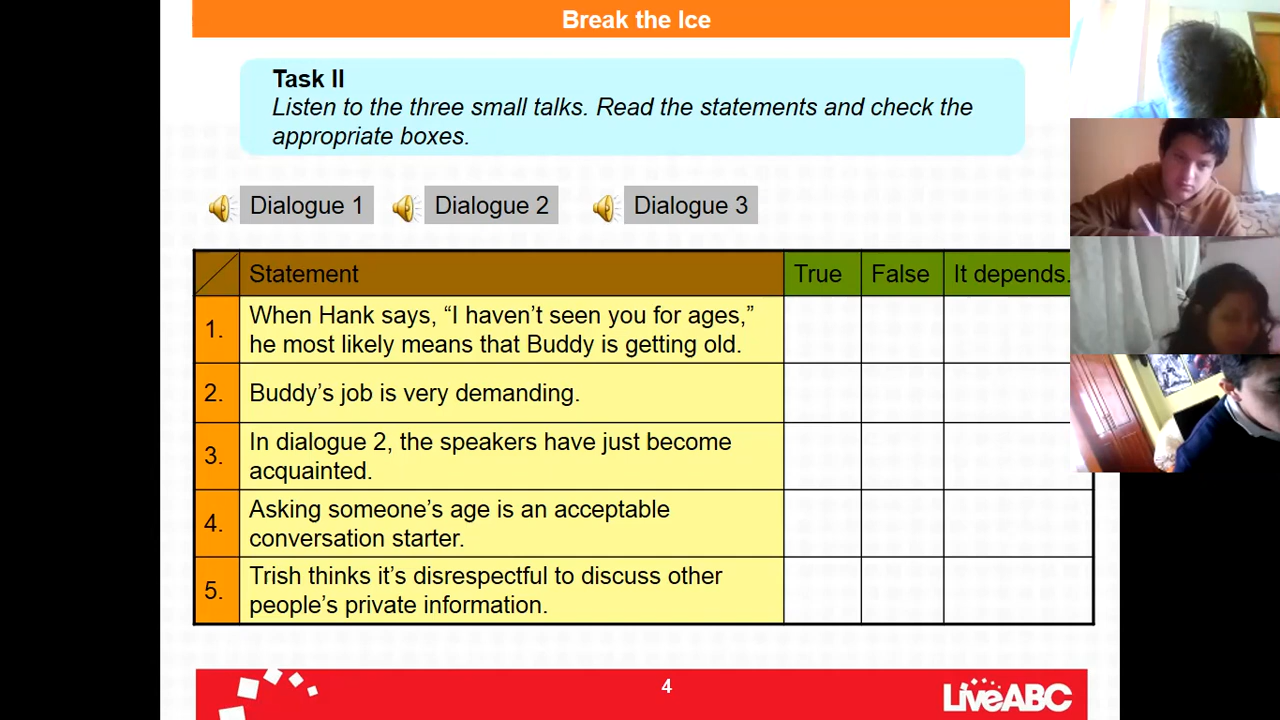 Break the Ice
Task II
Listen to the three small talks. Read the statements and check the
appropriate boxes.
Dialogue 1 Dialogue 2 Dialogue 3
Statement True False It depends.
1. When Hank says, “I haven’t seen you for ages,”
he most likely means that Buddy is getting old.
2. Buddy’s job is very demanding.
3. In dialogue 2, the speakers have just become
acquainted.
4. Asking someone’s age is an acceptable
conversation starter.
5. Trish thinks it’s disrespectful to discuss other
people’s private information.
4
LiveABC